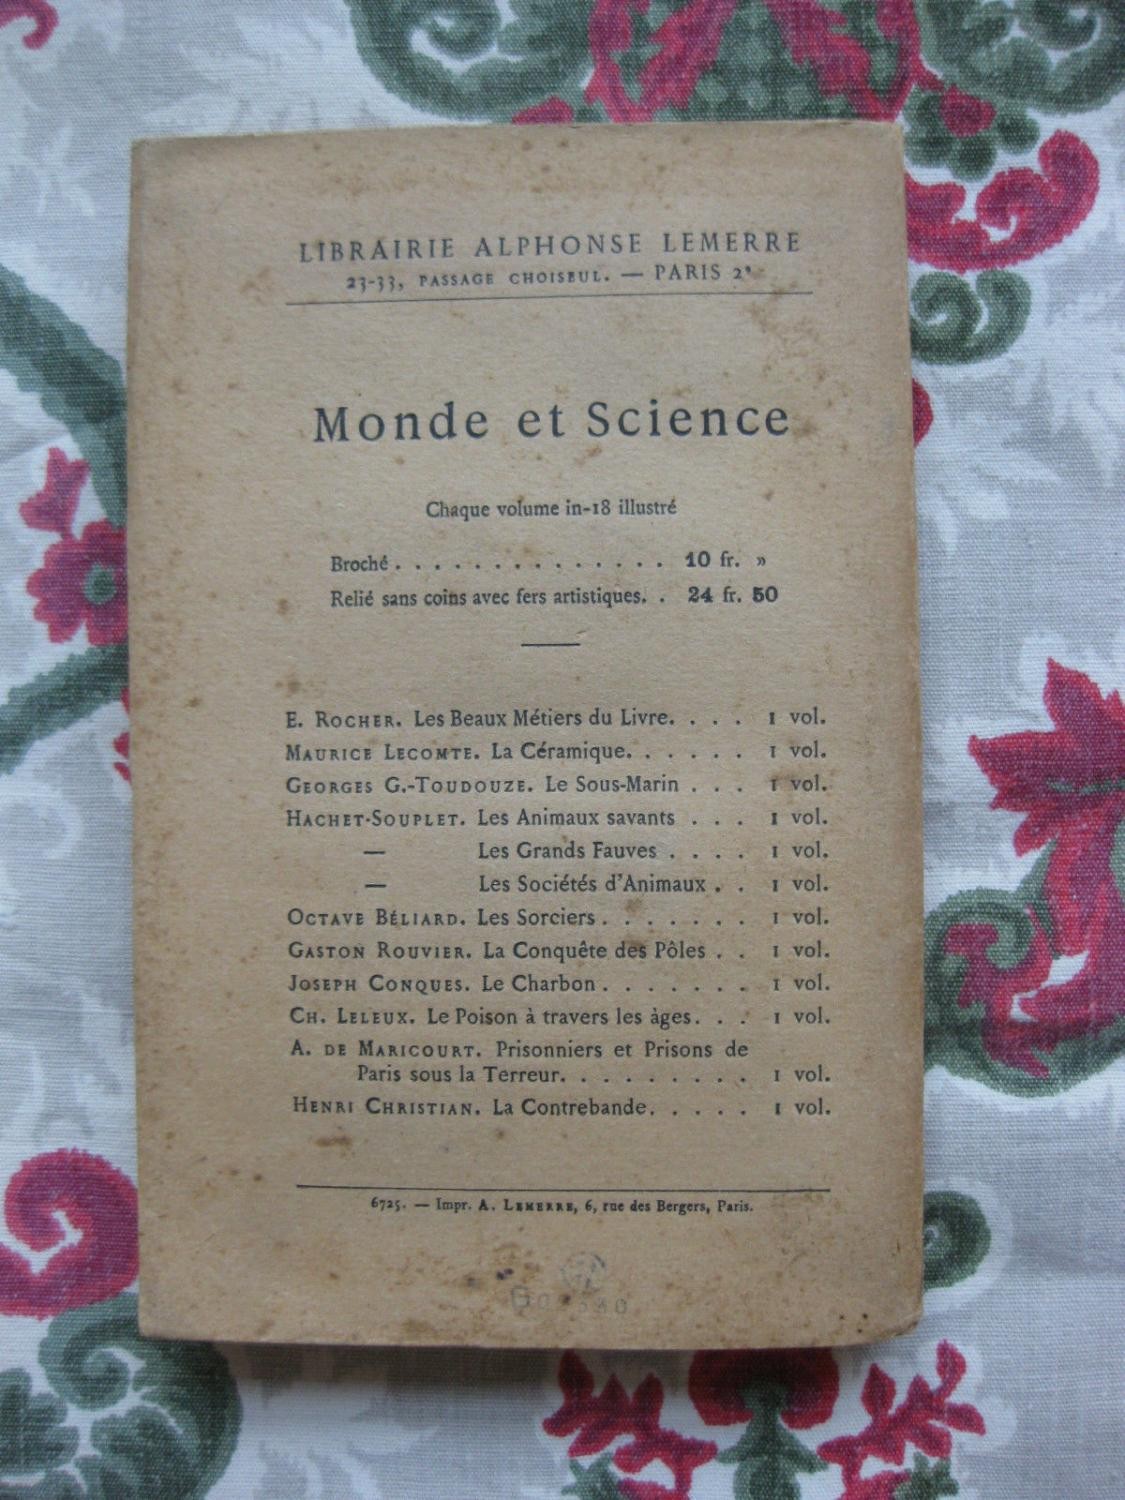 LIBRAIRIE ALPHONSE LEMERRE
23-33, PASSAGE CHOISEUL. — PARIS 2e
Monde et Science
Chaque volume in-18 illustré
Broché. . . . . . . . . . . . . . 10 fr. »
Relié sans coins avec fers artistiques. . 24 fr. 50
E. ROCHER. Les Beaux Métiers du Livre. . . . 1 vol.
MAURICE LECOMTE. La Céramique. . . . . . 1 vol.
GEORGES G.-TOUDOUZE. Le Sous-Marin . . . 1 vol.
HACHET-SOUPLET. Les Animaux savants . . . 1 vol.
— Les Grands Fauves . . . . 1 vol.
— Les Sociétés d'Animaux . . 1 vol.
OCTAVE BÉLIARD. Les Sorciers . . . . . . . 1 vol.
GASTON ROUVIER. La Conquête des Pôles . . 1 vol.
JOSEPH CONQUES. Le Charbon . . . . . . . 1 vol.
CH. LELEUX. Le Poison à travers les âges. . . 1 vol.
A. DE MARICOURT. Prisonniers et Prisons de
Paris sous la Terreur. . . . . . . . . 1 vol.
HENRI CHRISTIAN. La Contrebande. . . . . 1 vol.
6725. — Impr. A. LEMERRE, 6, rue des Bergers, Paris.